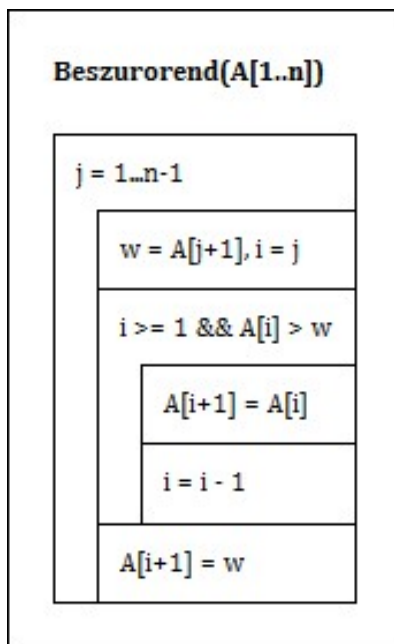 Beszurorend(A[1..n])
j = 1...n-1
w = A[j+1], i = j
i >= 1 && A[i] > w
A[i+1] = A[i]
i = i - 1
A[i+1] = w